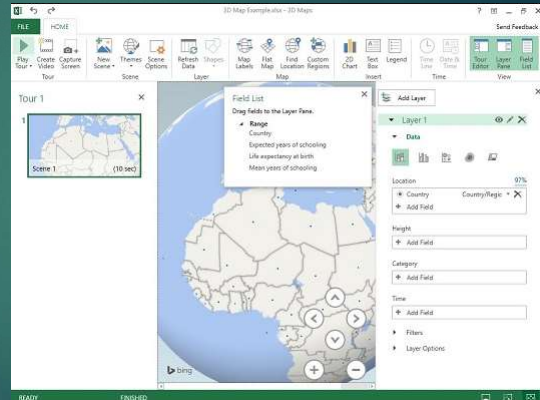 3D Map Example.xlsx - 3D Maps
FILE HOME
Send Feedback
Play Tour
Create Video
Capture Screen
New Scene
Themes
Scene Options
Refresh Data
Shapes
Map Labels
Flat Map
Find Location
Custom Regions
2D Chart
Text Box
Legend
Time Line
Date & Time
Tour Editor
Layer Pane
Field List
Tour
Scene
Layer
Map
Insert
Time
View
Tour 1
1
Scene 1 (10 sec)
Field List
Drag fields to the Layer Pane.
Range
Country
Expected years of schooling
Life expectancy at birth
Mean years of schooling
bing
Add Layer
Layer 1
Data
Location 97%
Country Country/Regic
Add Field
Height
Add Field
Category
Add Field
Time
Add Field
Filters
Layer Options
READY FINISHED